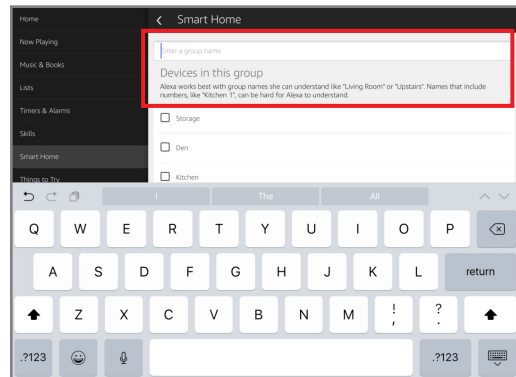 Home
Now Playing
Music & Books
Lists
Timers & Alarms
Skills
Smart Home
Things to Try
Smart Home
Enter a group name
Devices in this group
Alexa works best with group names she can understand like "Living Room" or "Upstairs". Names that include
numbers, like "Kitchen 1", can be hard for Alexa to understand.
Storage
Den
Kitchen
I The All
Q W E R T Y U I O P
A S D F G H J K L return
Z X C V B N M ! , ? .
.?123 .?123